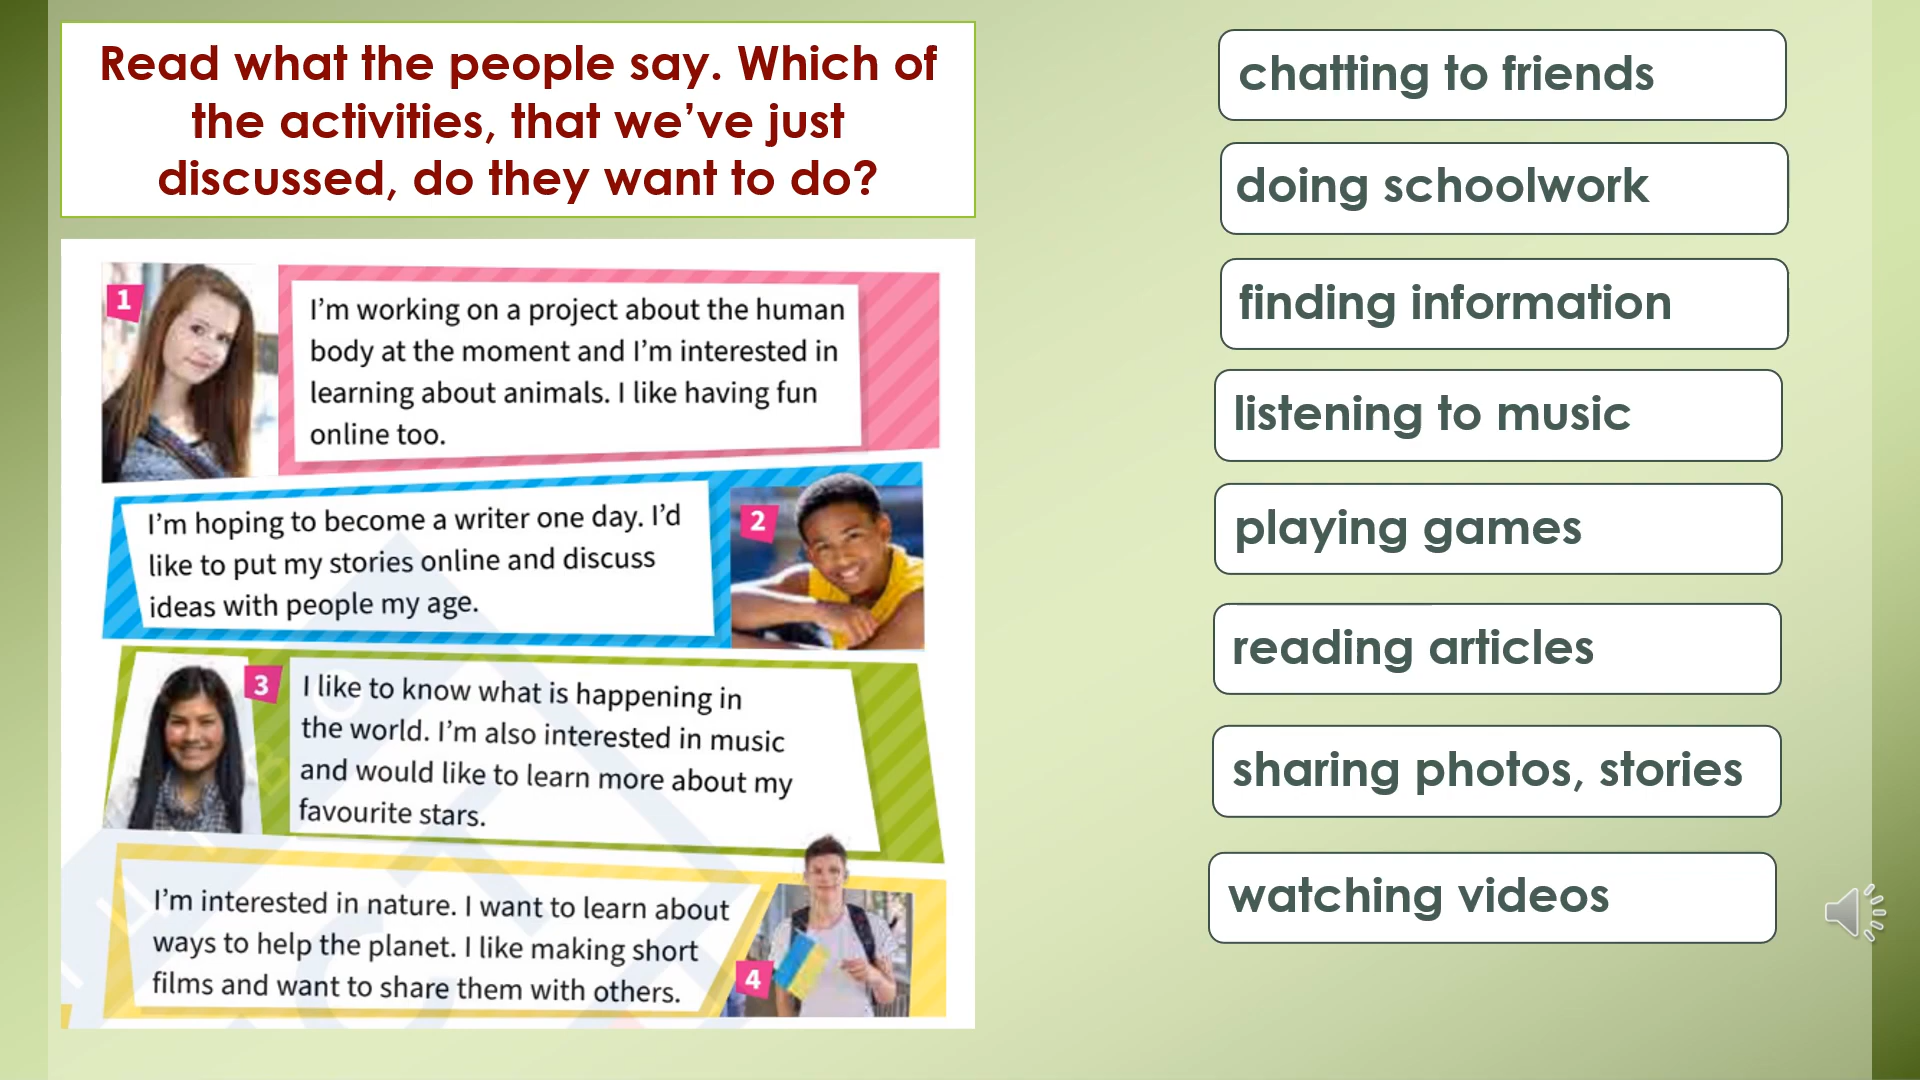 Read what the people say. Which of
the activities, that we’ve just
discussed, do they want to do?
1
I’m working on a project about the human
body at the moment and I’m interested in
learning about animals. I like having fun
online too.
I’m hoping to become a writer one day. I’d
like to put my stories online and discuss
ideas with people my age.
2
3
I like to know what is happening in
the world. I’m also interested in music
and would like to learn more about my
favourite stars.
I’m interested in nature. I want to learn about
ways to help the planet. I like making short
films and want to share them with others.
4
chatting to friends
doing schoolwork
finding information
listening to music
playing games
reading articles
sharing photos, stories
watching videos